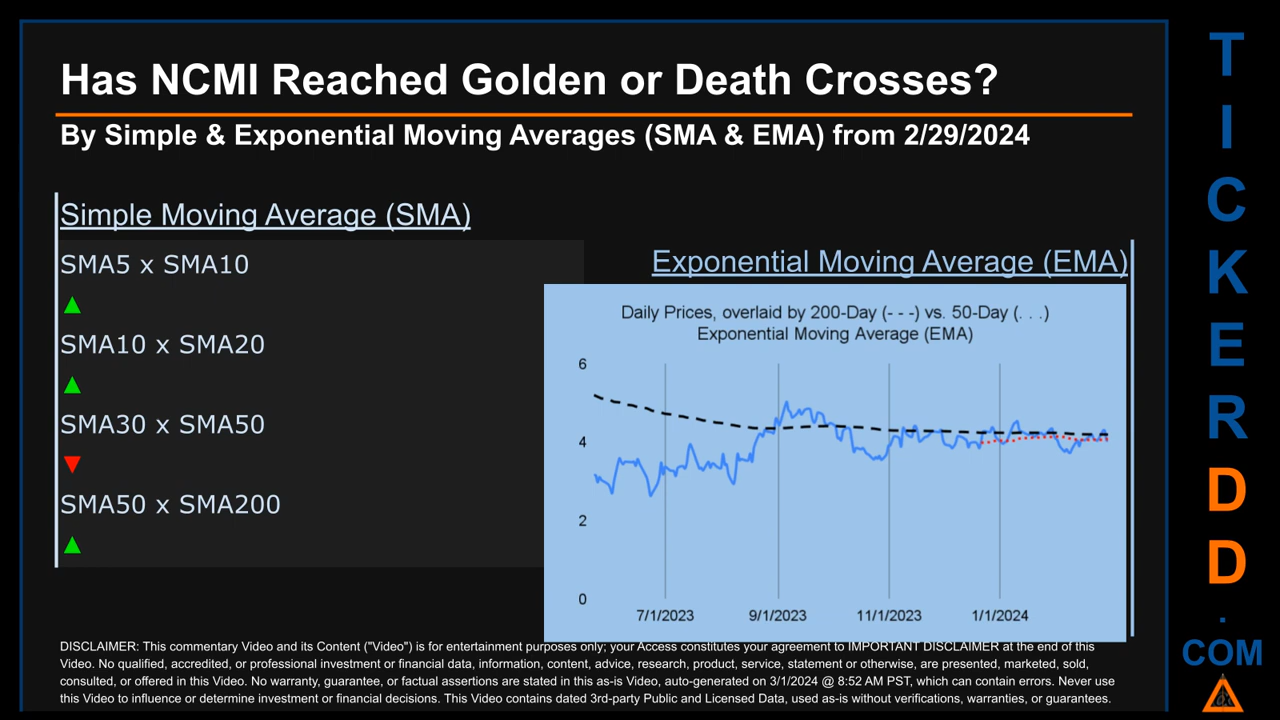 Has NCMI Reached Golden or Death Crosses?
By Simple & Exponential Moving Averages (SMA & EMA) from 2/29/2024
Simple Moving Average (SMA)
SMA5 x SMA10
▲
SMA10 x SMA20
▲
SMA30 x SMA50
▼
SMA50 x SMA200
▲
Exponential Moving Average (EMA)
Daily Prices, overlaid by 200-Day (- - -) vs. 50-Day (. . .)
Exponential Moving Average (EMA)
6
4
2
0
7/1/2023
9/1/2023
11/1/2023
1/1/2024
DISCLAIMER: This commentary Video and its Content ("Video") is for entertainment purposes only; your Access constitutes your agreement to IMPORTANT DISCLAIMER at the end of this
Video. No qualified, accredited, or professional investment or financial data, information, content, advice, research, product, service, statement or otherwise, are presented, marketed, sold,
consulted, or offered in this Video. No warranty, guarantee, or factual assertions are stated in this as-is Video, auto-generated on 3/1/2024 @ 8:52 AM PST, which can contain errors. Never use
this Video to influence or determine investment or financial decisions. This Video contains dated 3rd-party Public and Licensed Data, used as-is without verifications, warranties, or guarantees.
T
I
C
K
E
R
D
D
.
COM